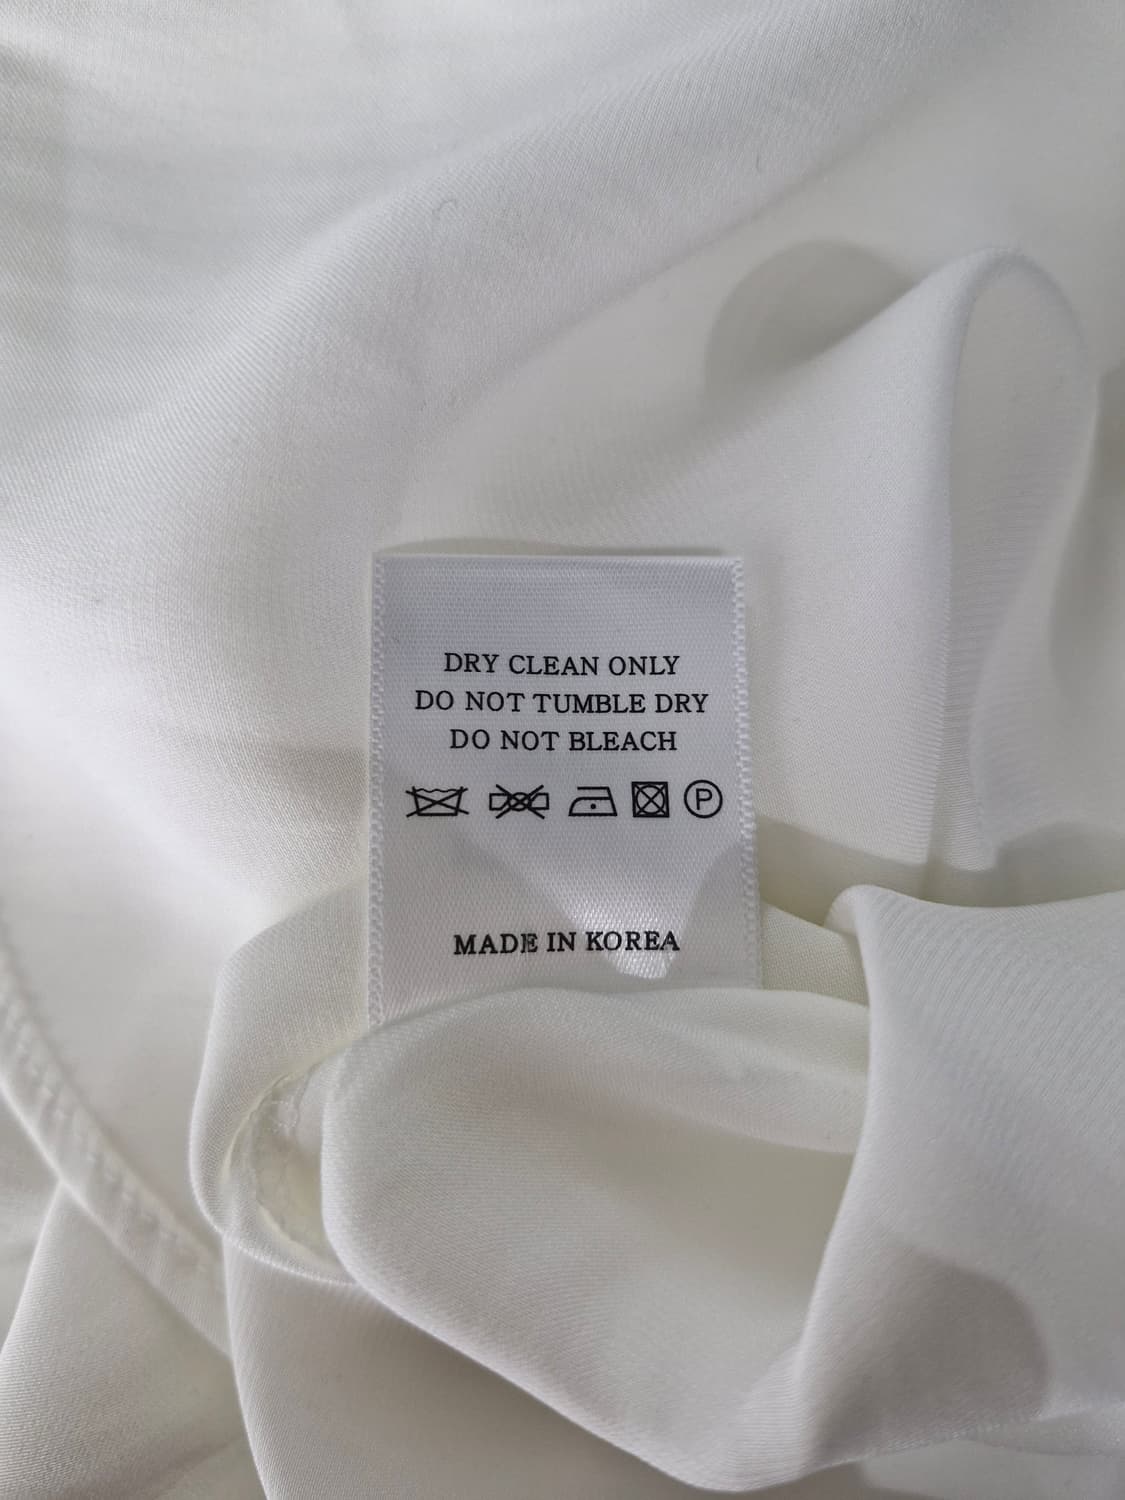 DRY CLEAN ONLY
DO NOT TUMBLE DRY
DO NOT BLEACH
P
MADE IN KOREA